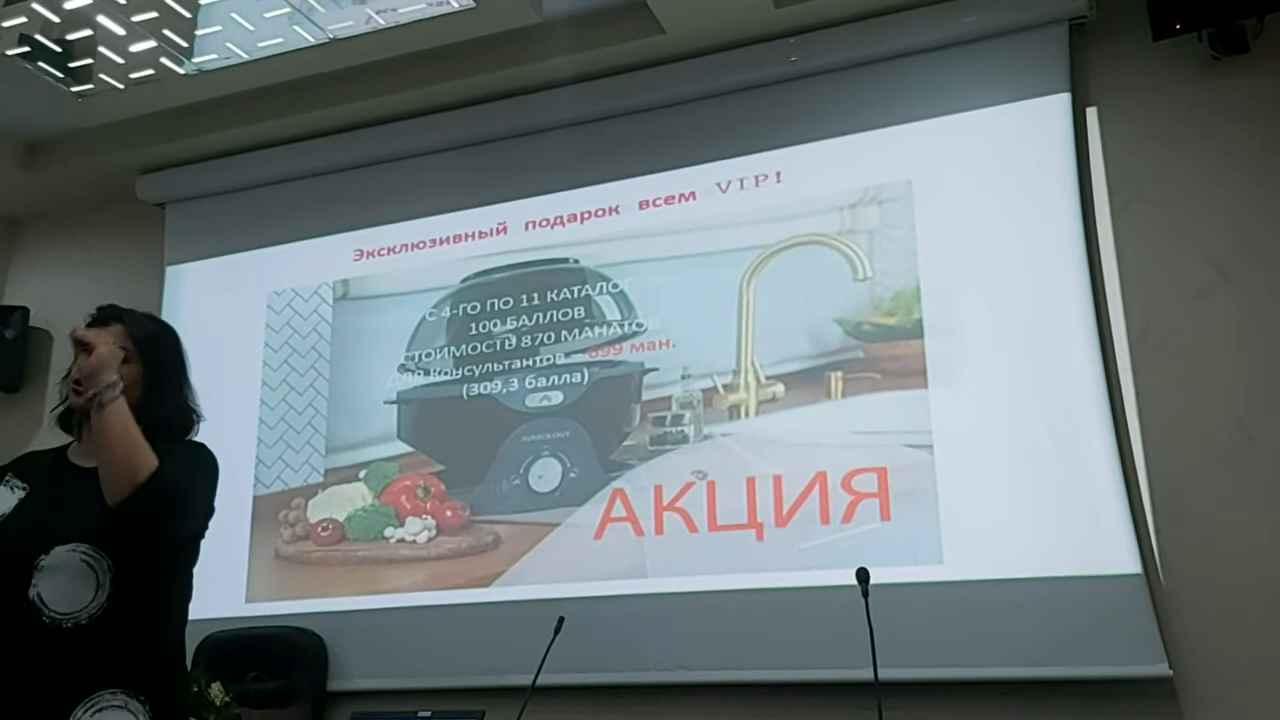 Эксклюзивный подарок всем VIP!
С 4-ГО ПО 11 КАТАЛОГ
100 БАЛЛОВ
СТОИМОСТЬ 870 МАНАТОВ
Для Консультантов -699 ман.
(309,3 балла)
АКЦИЯ